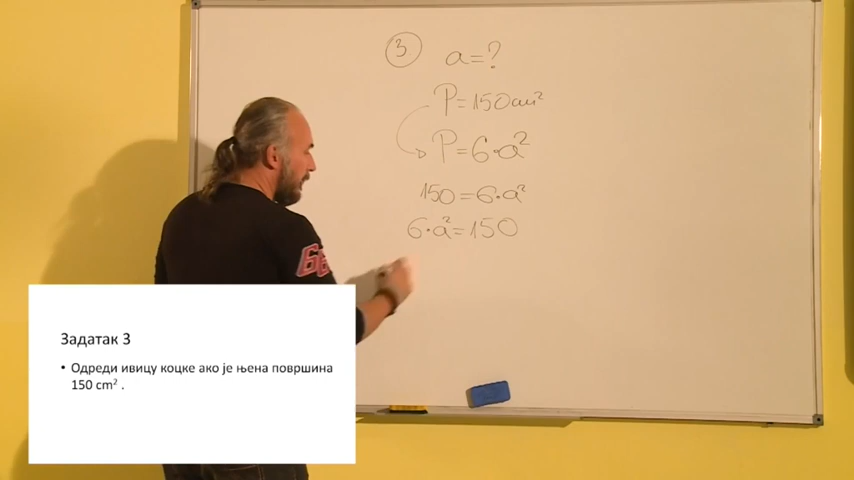 3 a=?
P=150cm²
P=6·a²
150=6·a²
6·a²=150
66
Задатак 3
• Одреди ивицу коцке ако је њена површина
150 cm² .